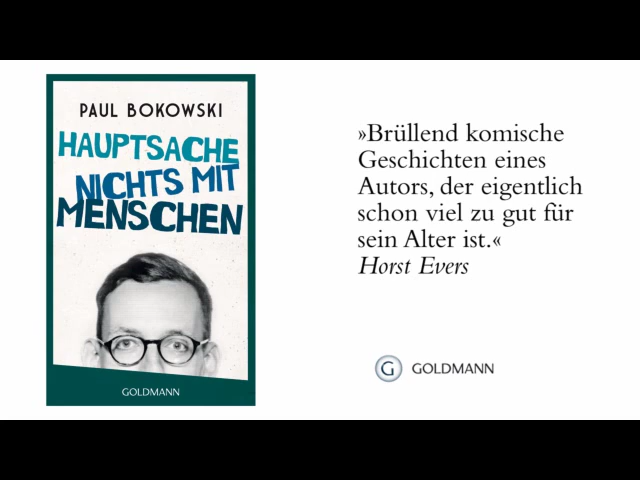 PAUL BOKOWSKI
HAUPTSACHE
NICHTS MIT
MENSCHEN
GOLDMANN
»Brüllend komische
Geschichten eines
Autors, der eigentlich
schon viel zu gut für
sein Alter ist.«
Horst Evers
G GOLDMANN